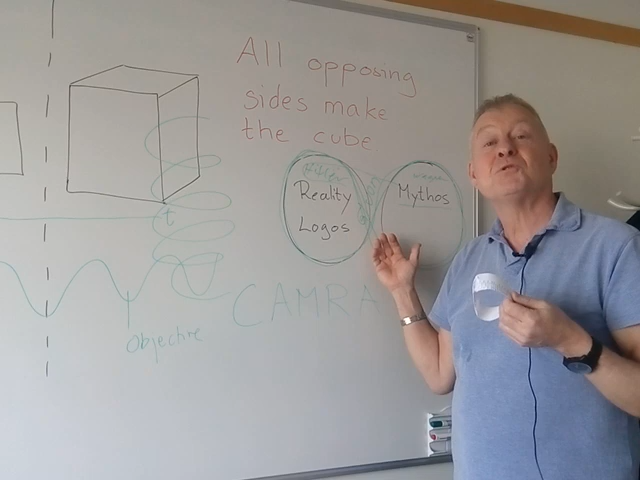 All opposing
sides make
the cube
Reality
Logos
Mythos
t
CAMRA
Objective